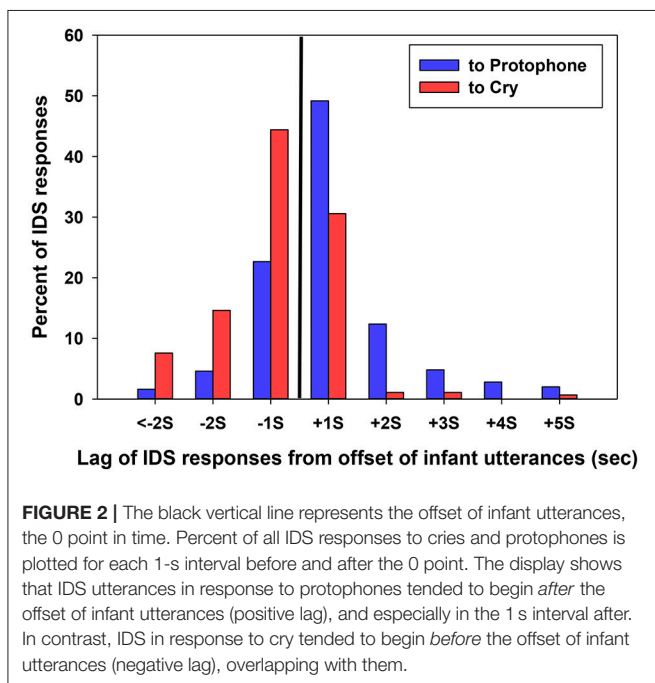 60
50
40
30
20
10
0
Percent of IDS responses
to Protophone
to Cry
<-2S -2S -1S +1S +2S +3S +4S +5S
Lag of IDS responses from offset of infant utterances (sec)
FIGURE 2 | The black vertical line represents the offset of infant utterances,
the 0 point in time. Percent of all IDS responses to cries and protophones is
plotted for each 1-s interval before and after the 0 point. The display shows
that IDS utterances in response to protophones tended to begin after the
offset of infant utterances (positive lag), and especially in the 1 s interval after.
In contrast, IDS in response to cry tended to begin before the offset of infant
utterances (negative lag), overlapping with them.